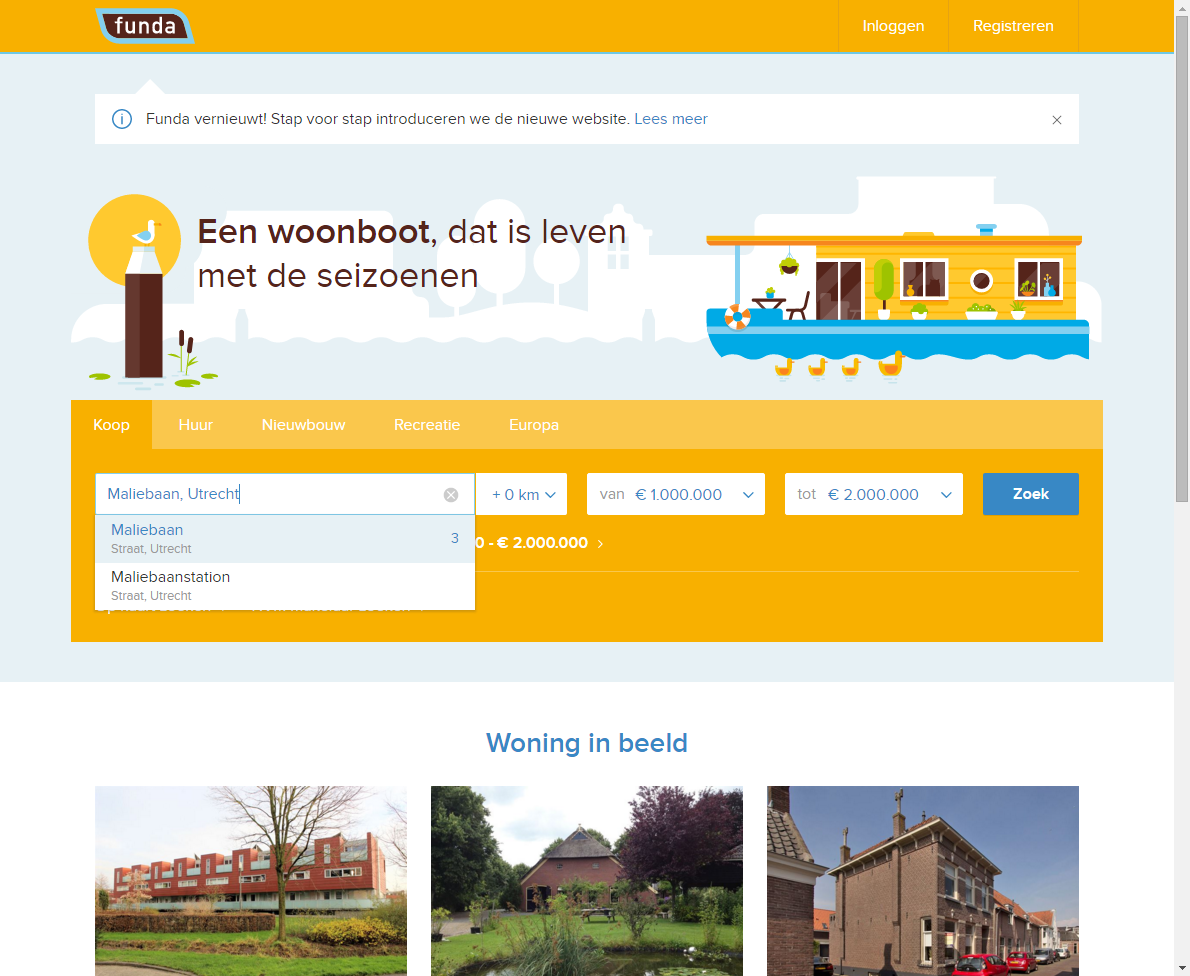 funda
Inloggen
Registreren
Funda vernieuwt! Stap voor stap introduceren we de nieuwe website. Lees meer
Een woonboot, dat is leven
met de seizoenen
Koop
Huur
Nieuwbouw
Recreatie
Europa
Maliebaan, Utrecht
+ 0 km
van € 1.000.000
tot € 2.000.000
Zoek
Maliebaan
3
Straat, Utrecht
0 - € 2.000.000
Maliebaanstation
Straat, Utrecht
Woning in beeld